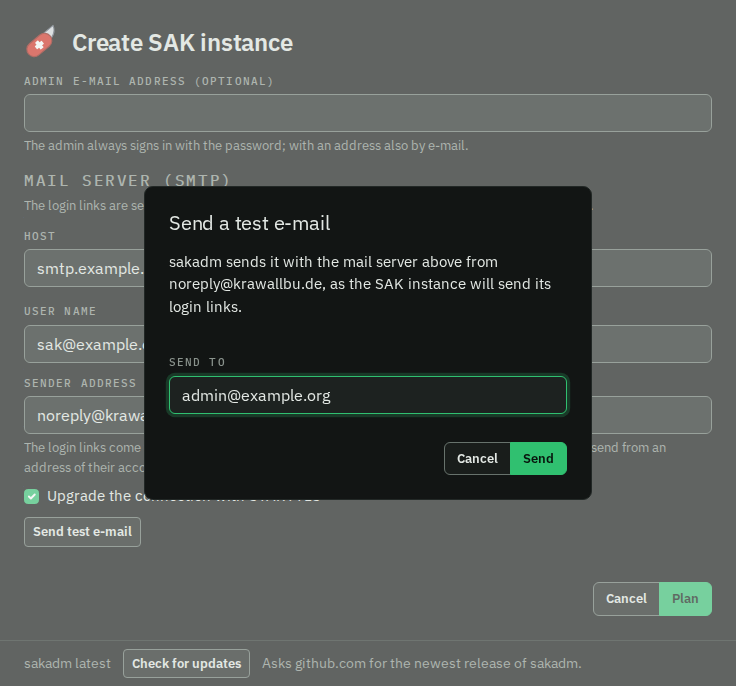 Create SAK instance
ADMIN E-MAIL ADDRESS (OPTIONAL)
The admin always signs in with the password; with an address also by e-mail.
MAIL SERVER (SMTP)
The login links are se
HOST
smtp.example.
USER NAME
sak@example.o
SENDER ADDRESS
noreply@krawa
The login links come send from an
address of their acco
Upgrade the connection with STARTTLS
Send test e-mail
Send a test e-mail
sakadm sends it with the mail server above from
noreply@krawallbu.de, as the SAK instance will send its
login links.
SEND TO
admin@example.org
Cancel Send
Cancel Plan
sakadm latest Check for updates Asks github.com for the newest release of sakadm.